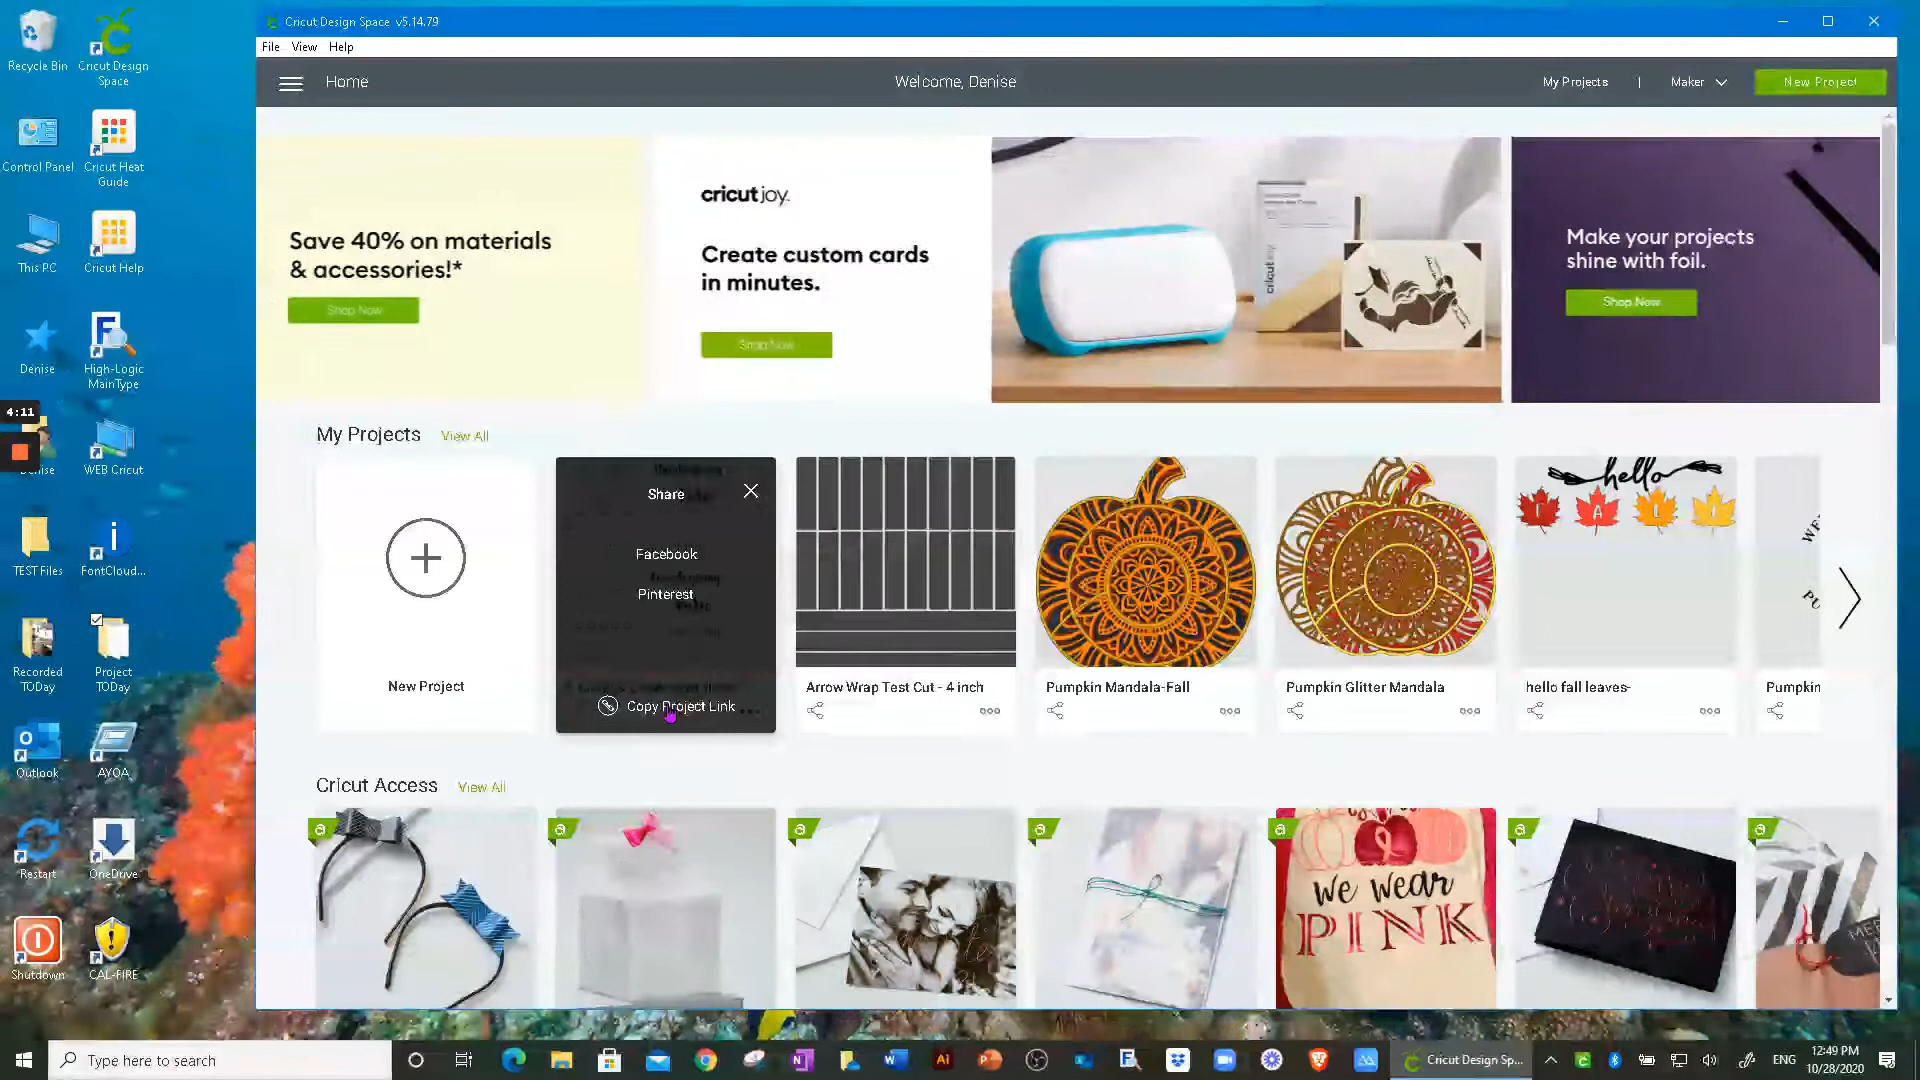 Cricut Design Space v5.14.79
File View Help
Home
Welcome, Denise
My Projects | Maker
New Project
Save 40% on materials
& accessories!*
Shop Now
cricut joy.
Create custom cards
in minutes.
Shop Now
cricut joy
Make your projects
shine with foil.
Shop Now
My Projects View All
New Project
Share
Facebook
Pinterest
Copy Project Link
Arrow Wrap Test Cut - 4 inch
Pumpkin Mandala-Fall
Pumpkin Glitter Mandala
hello
hello fall leaves-
Pumpkin
Cricut Access View All
a
a
a
a
a
we wear
PINK
a
a
Recycle Bin
Cricut Design
Space
Control Panel
Cricut Heat
Guide
This PC
Cricut Help
Denise
High-Logic
MainType
4:11
WEB Cricut
TEST Files
FontCloud...
Recorded
TODay
Project
TODay
Outlook
AYOA
Restart
OneDrive
Shutdown
CAL-FIRE
Type here to search
Cricut Design Sp...
ENG
12:49 PM
10/28/2020